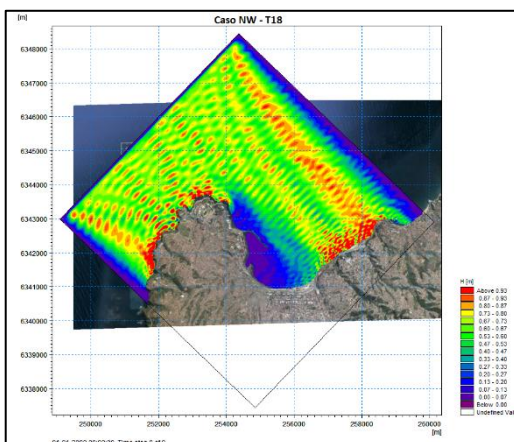 Caso NW - T18
[m]
6348000
6347000
6346000
6345000
6344000
6343000
6342000
6341000
6340000
6339000
6338000
250000 252000 254000 256000 258000 260000
[m]
H [m]
Above 0.93
0.87 - 0.93
0.80 - 0.87
0.73 - 0.80
0.67 - 0.73
0.60 - 0.67
0.53 - 0.60
0.47 - 0.53
0.40 - 0.47
0.33 - 0.40
0.27 - 0.33
0.20 - 0.27
0.13 - 0.20
0.07 - 0.13
0.00 - 0.07
Below 0.00
Undefined Val